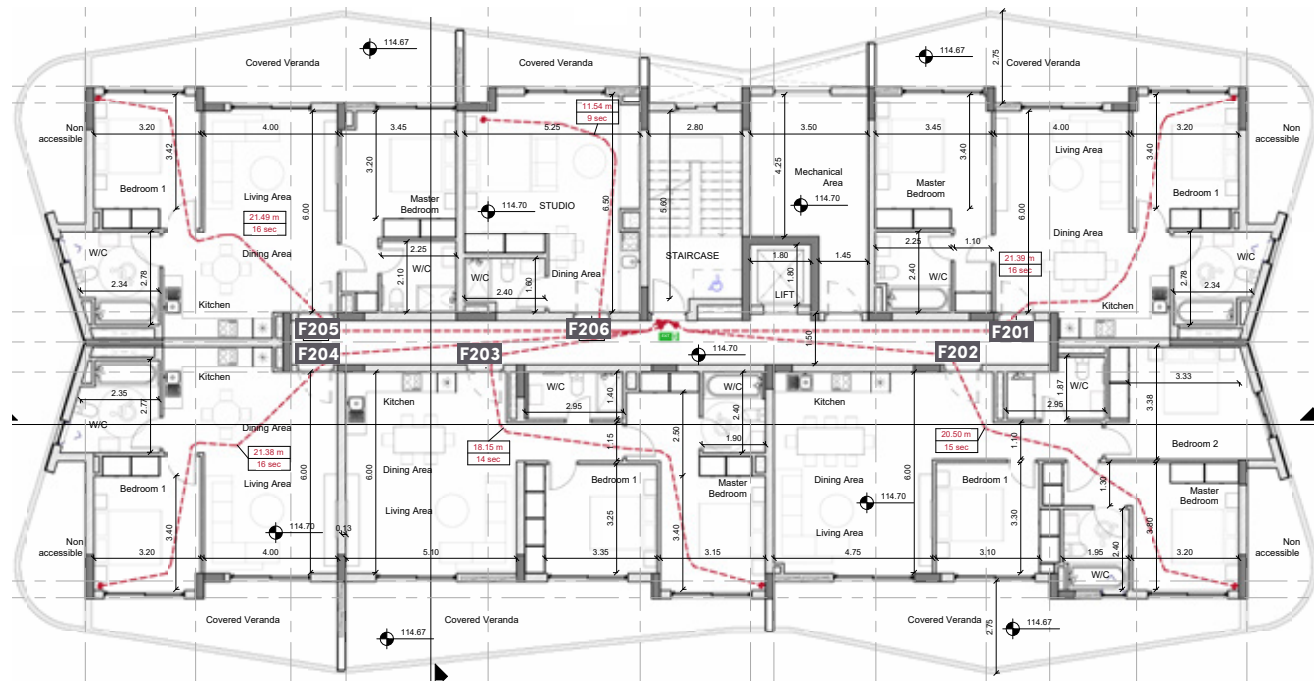 114.67
114.67
Covered Veranda
Covered Veranda
Covered Veranda
2.75
11.54 m
9 sec
Non
accessible
3.20
4.00
3.45
5.25
2.80
3.50
3.45
4.00
3.20
Non
accessible
3.42
3.20
4.25
3.40
3.40
Living Area
Mechanical
Area
Bedroom 1
Living Area
Master
Bedroom
STUDIO
6.00
6.50
5.60
114.70
114.70
Master
Bedroom
6.00
Bedroom 1
21.49 m
16 sec
Dining Area
Dining Area
W/C
2.25
STAIRCASE
2.25
1.10
21.39 m
16 sec
W/C
2.78
2.34
2.10
W/C
W/C
1.60
2.40
Dining Area
1.80
1.80
1.45
LIFT
2.40
W/C
2.78
2.34
Kitchen
Kitchen
F205
F206
F201
1.50
F204
F203
114.70
F202
Kitchen
Kitchen
Kitchen
2.35
2.77
W/C
W/C
1.40
2.95
W/C
2.40
1.90
W/C
1.87
2.95
3.33
3.38
18.15 m
14 sec
1.15
2.50
20.50 m
15 sec
1.10
Bedroom 2
21.38 m
16 sec
Dining Area
Dining Area
Dining Area
Bedroom 1
Living Area
6.00
6.00
Living Area
Bedroom 1
Master
Bedroom
6.00
Living Area
Bedroom 1
1.30
Master
Bedroom
114.70
0.13
114.70
3.40
3.25
3.40
3.30
2.40
3.80
Non
accessible
3.20
4.00
5.10
3.35
3.15
4.75
3.10
1.95
3.20
Non
accessible
W/C
Covered Veranda
Covered Veranda
Covered Veranda
2.75
114.67
114.67